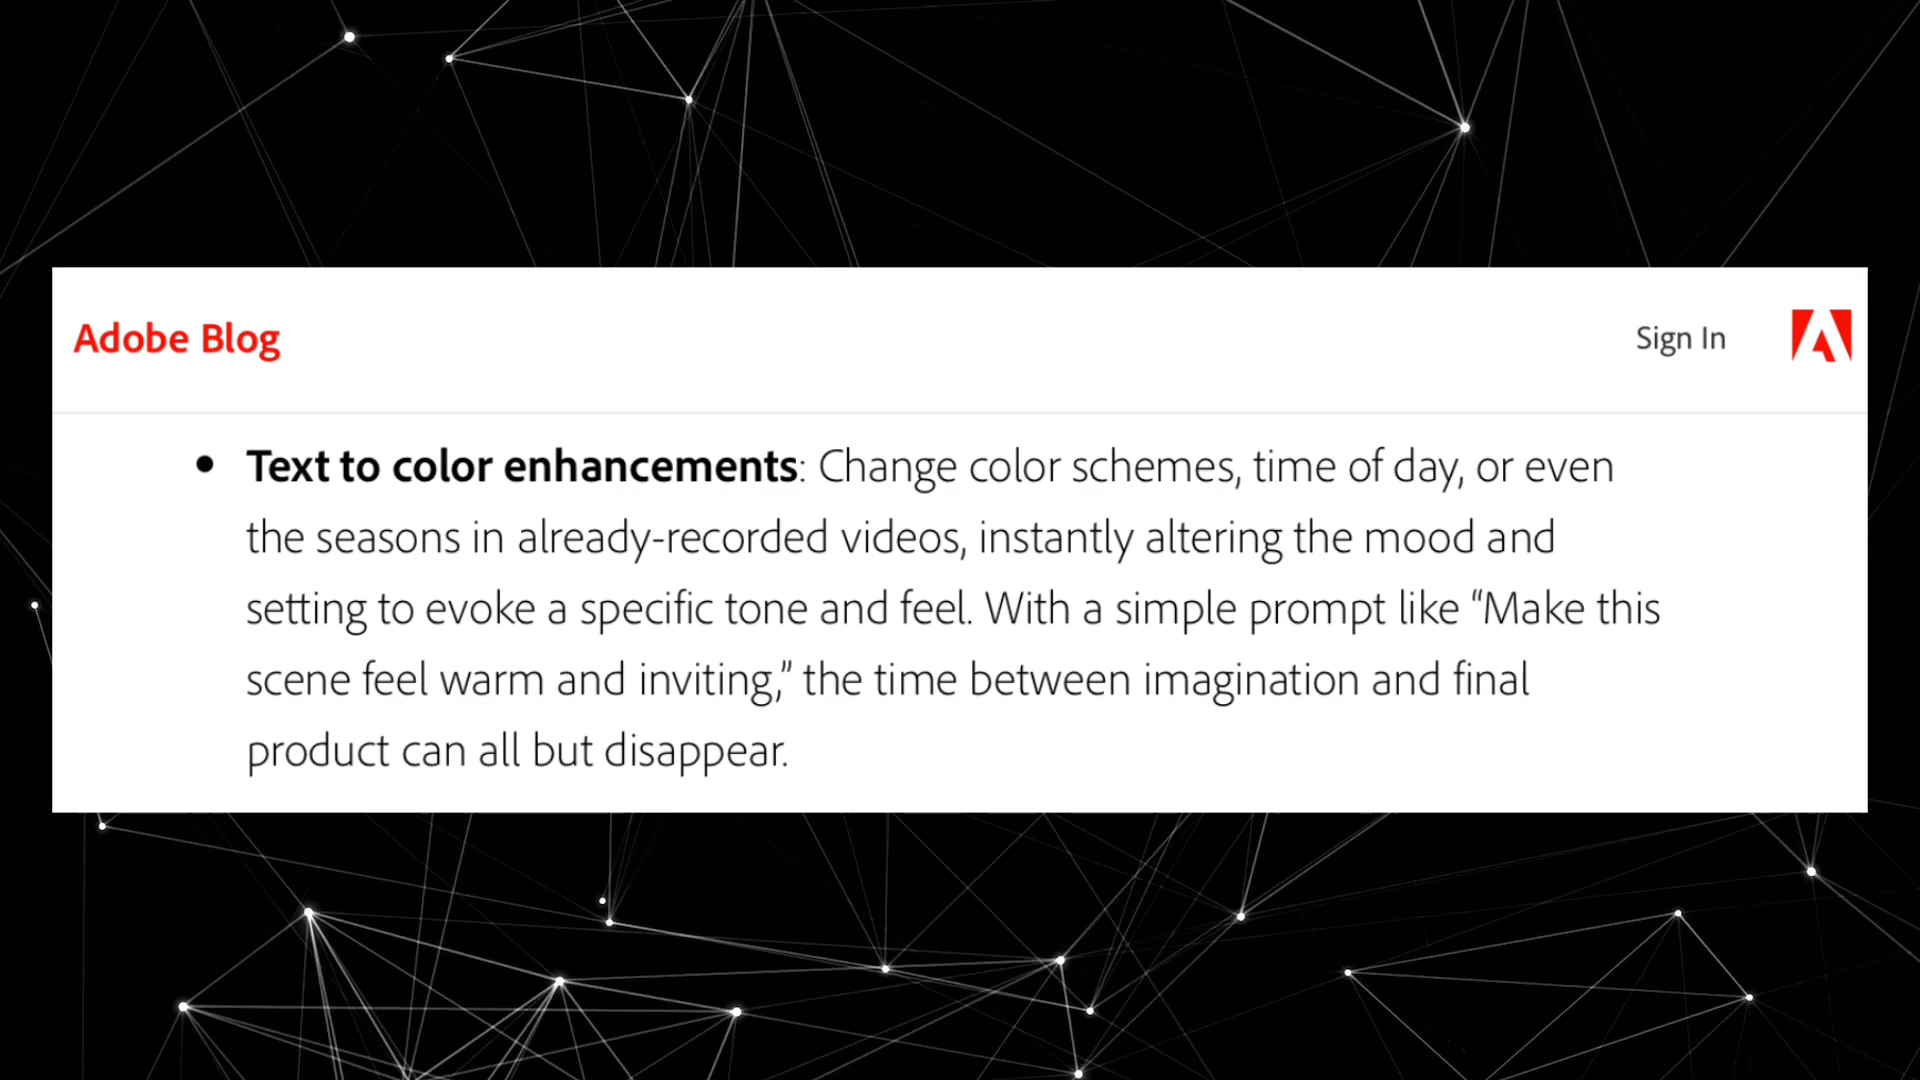 Adobe Blog
Sign In
• Text to color enhancements: Change color schemes, time of day, or even
the seasons in already-recorded videos, instantly altering the mood and
setting to evoke a specific tone and feel. With a simple prompt like “Make this
scene feel warm and inviting,” the time between imagination and final
product can all but disappear.